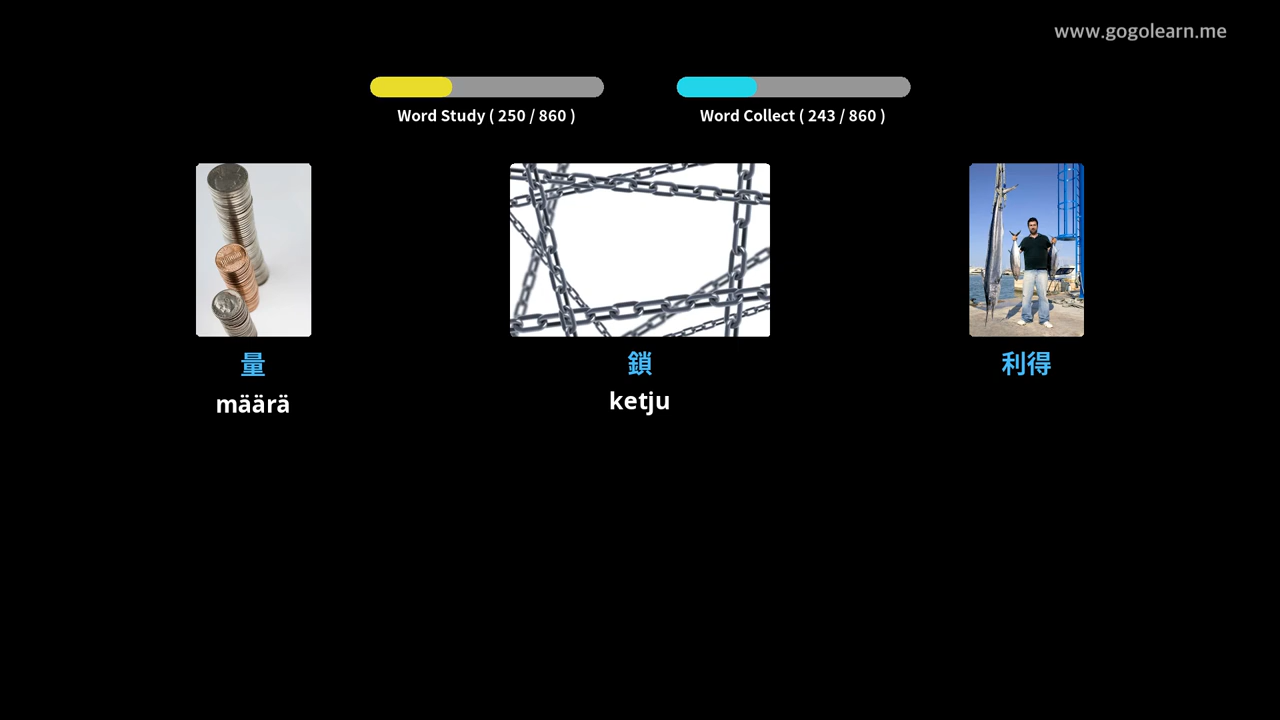 www.gogolearn.me
Word Study ( 250 / 860 )
Word Collect ( 243 / 860 )
量
määrä
鎖
ketju
利得